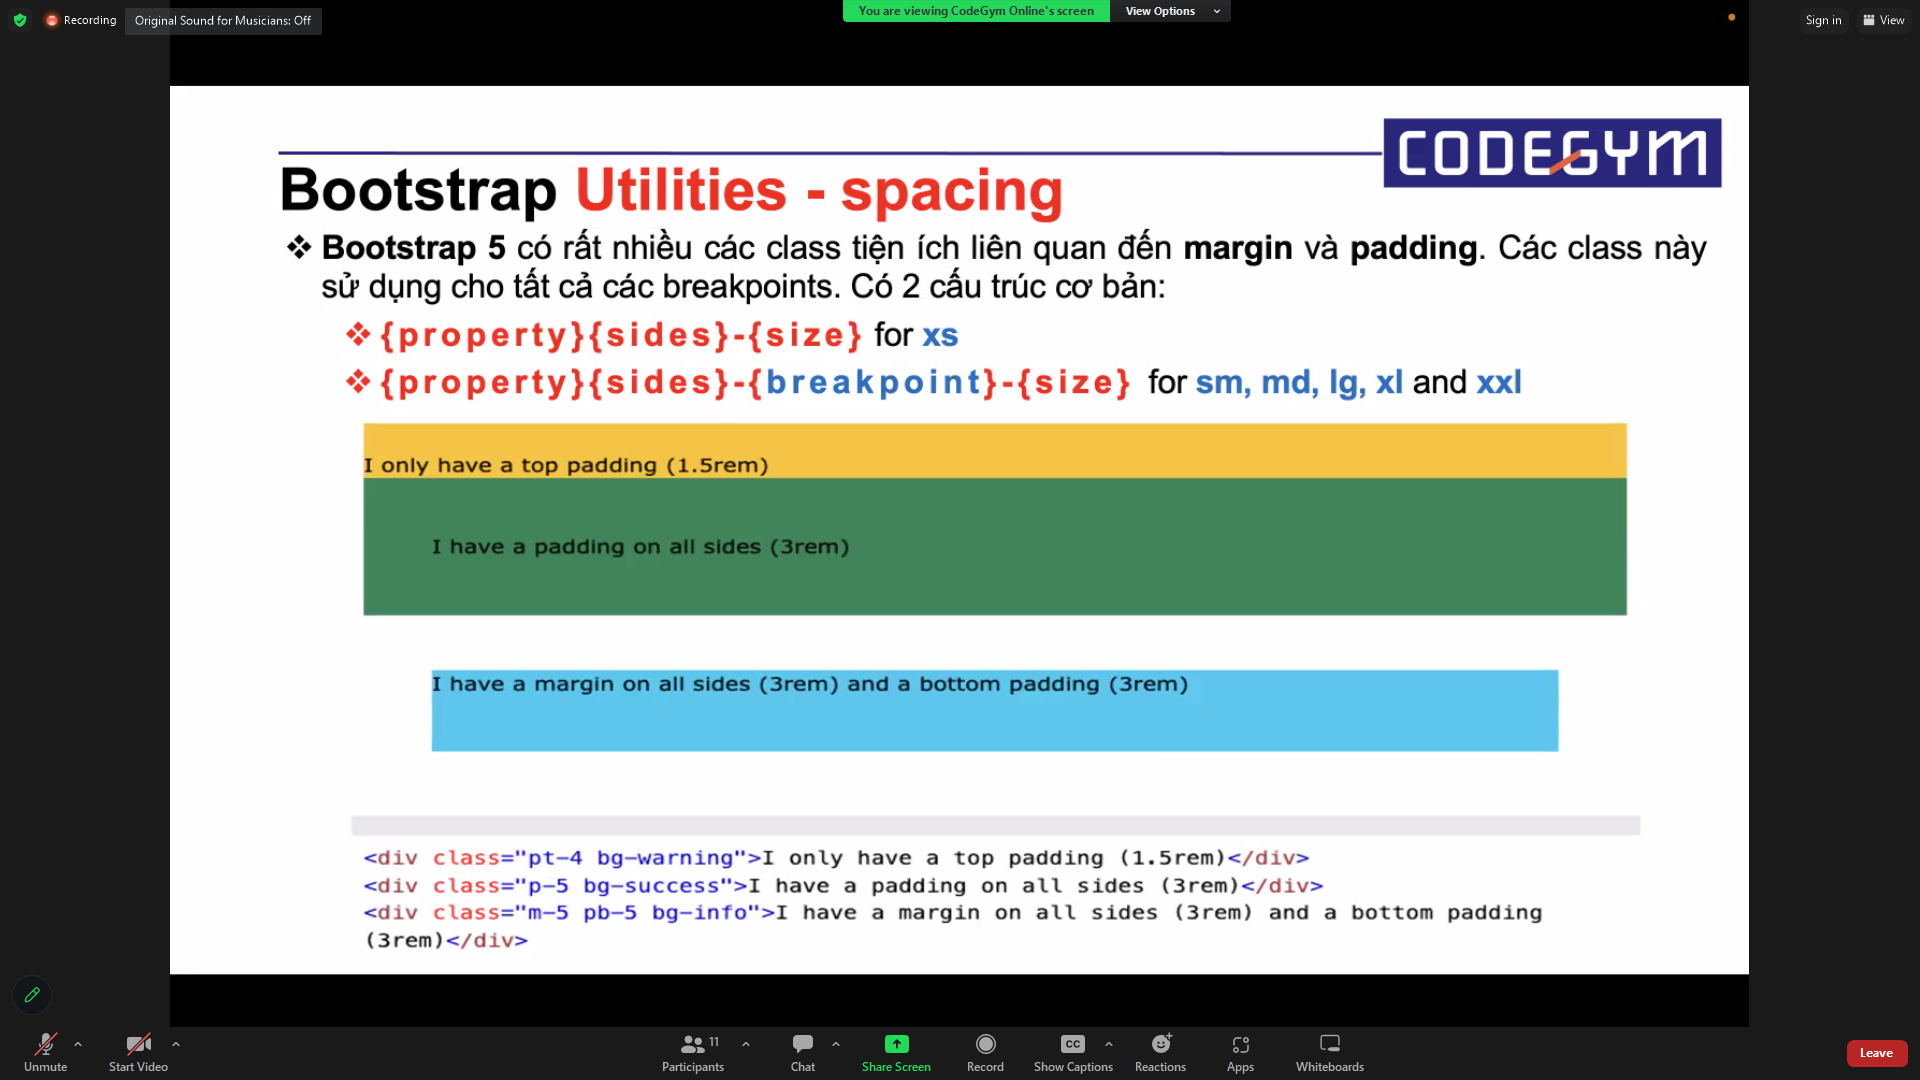 Recording
Original Sound for Musicians: Off
You are viewing CodeGym Online's screen
View Options
Sign in
View
CODEGYM
Bootstrap Utilities - spacing
❖ Bootstrap 5 có rất nhiều các class tiện ích liên quan đến margin và padding. Các class này
sử dụng cho tất cả các breakpoints. Có 2 cấu trúc cơ bản:
❖ {property}{sides}-{size} for xs
❖ {property}{sides}-{breakpoint}-{size} for sm, md, lg, xl and xxl
I only have a top padding (1.5rem)
I have a padding on all sides (3rem)
I have a margin on all sides (3rem) and a bottom padding (3rem)
<div class="pt-4 bg-warning">I only have a top padding (1.5rem)</div>
<div class="p-5 bg-success">I have a padding on all sides (3rem)</div>
<div class="m-5 pb-5 bg-info">I have a margin on all sides (3rem) and a bottom padding
(3rem)</div>
Unmute
Start Video
11
Participants
Chat
Share Screen
Record
CC
Show Captions
Reactions
Apps
Whiteboards
Leave